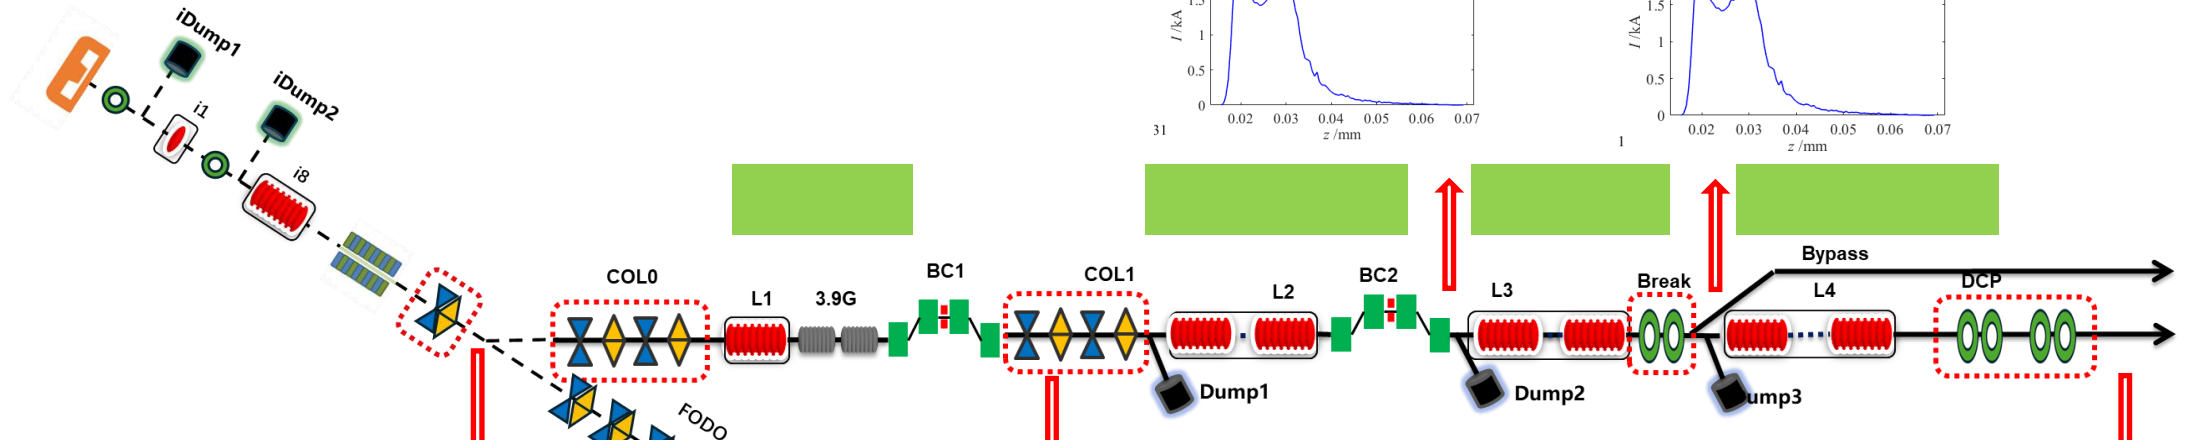 1.5
1
0.5
0
0.02 0.03 0.04 0.05 0.06 0.07
I /kA
z /mm
31
1.5
1
0.5
0
0.02 0.03 0.04 0.05 0.06 0.07
I /kA
z /mm
1
iDump1
iDump2
i1
i8
COL0
L1
3.9G
BC1
COL1
L2
BC2
L3
Break
Bypass
L4
DCP
Dump1
Dump2
ump3
FODO